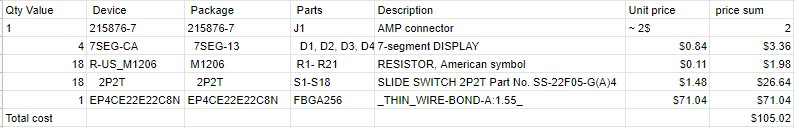 Qty Value Device Package Parts Description Unit price price sum
1 215876-7 215876-7 J1 AMP connector ~ 2$ 2
4 7SEG-CA 7SEG-13 D1, D2, D3, D4 7-segment DISPLAY $0.84 $3.36
18 R-US_M1206 M1206 R1- R21 RESISTOR, American symbol $0.11 $1.98
18 2P2T 2P2T S1-S18 SLIDE SWITCH 2P2T Part No. SS-22F05-G(A)4 $1.48 $26.64
1 EP4CE22E22C8N EP4CE22E22C8N FBGA256 _THIN_WIRE-BOND-A:1.55_ $71.04 $71.04
Total cost $105.02